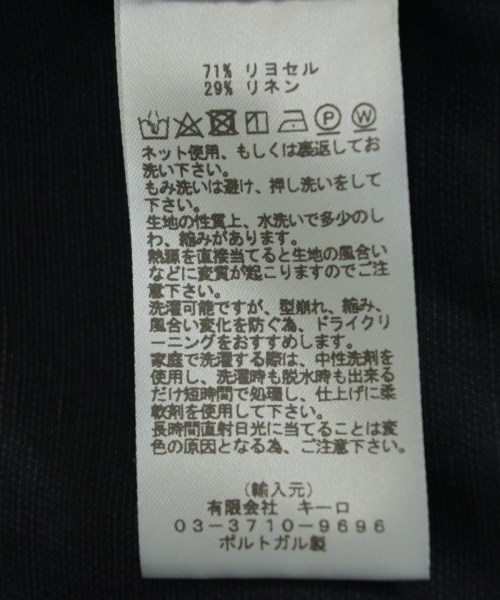 71% リヨセル
29% リネン
P W
ネット使用、もしくは裏返してお
洗い下さい。
もみ洗いは避け、押し洗いをして
下さい。
生地の性質上、水洗いで多少のし
わ、縮みがあります。
熱源を直接当てると生地の風合い
などに変質が起こりますのでご注
意下さい。
洗濯可能ですが、型崩れ、縮み、
風合い変化を防ぐ為、ドライクリ
ーニングをおすすめします。
家庭で洗濯する際は、中性洗剤を
使用し、洗濯時も脱水時も出来る
だけ短時間で処理し、仕上げに柔
軟剤を使用して下さい。
長時間直射日光に当てることは変
色の原因となる為、ご注意下さい。
（輸入元）
有限会社 キーロ
03-3710-9696
ポルトガル製